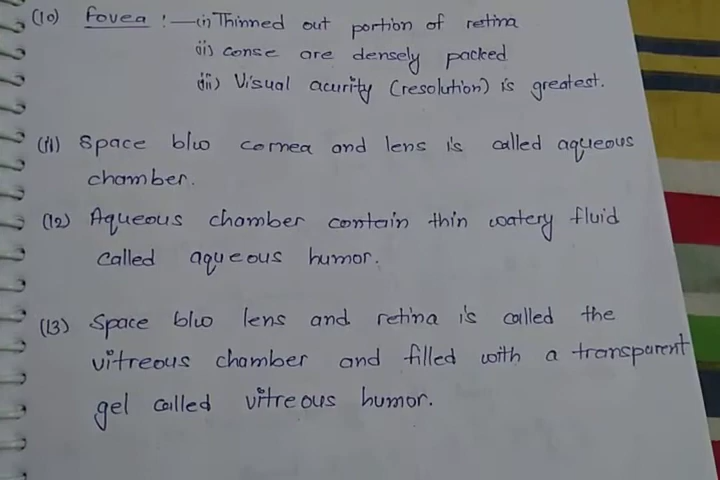 (10) Fovea :— (i) Thinned out portion of retina
(ii) conse are densely packed
(iii) Visual acurity (resolution) is greatest.
(11) Space b/w cornea and lens is called aqueous
chamber.
(12) Aqueous chamber contain thin watery fluid
called aqueous humor.
(13) Space b/w lens and retina is called the
vitreous chamber and filled with a transparent
gel called vitreous humor.